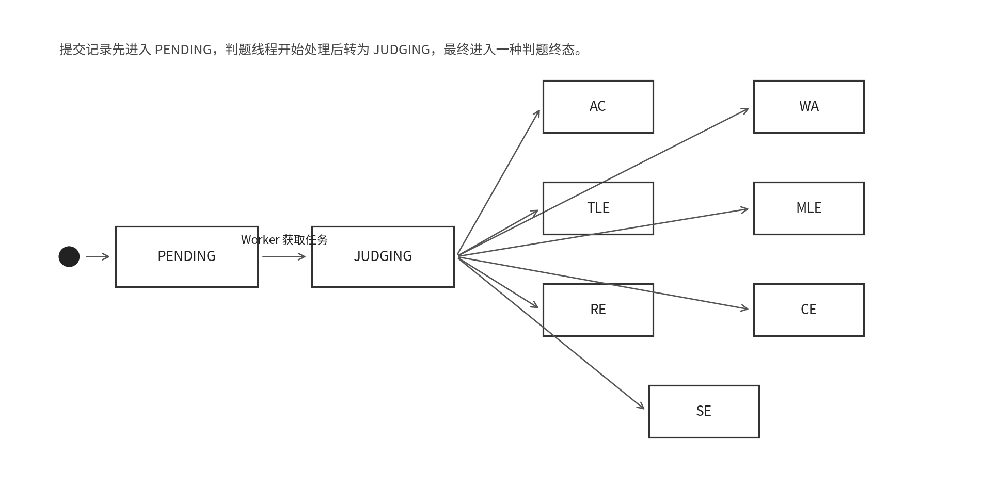 提交记录先进入 PENDING，判题线程开始处理后转为 JUDGING，最终进入一种判题终态。
AC
WA
TLE
MLE
Worker 获取任务
PENDING
JUDGING
RE
CE
SE